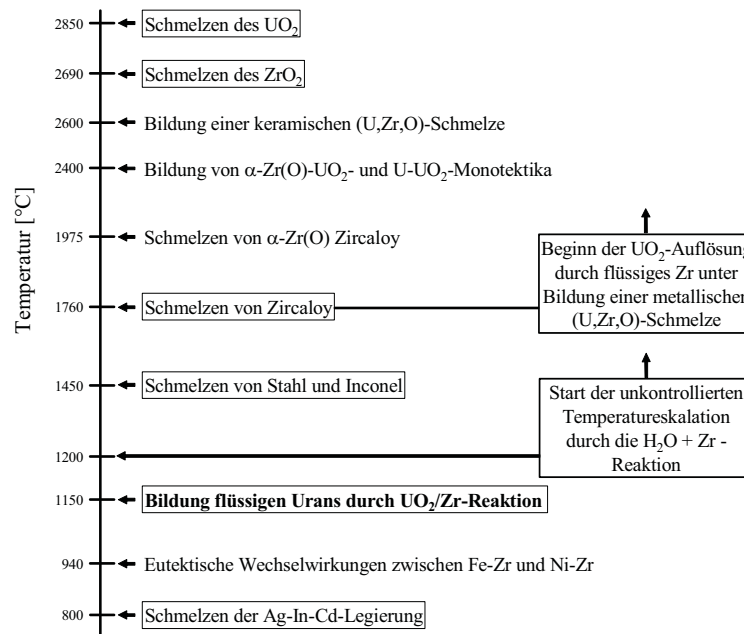 2850 Schmelzen des UO₂
2690 Schmelzen des ZrO₂
2600 Bildung einer keramischen (U,Zr,O)-Schmelze
2400 Bildung von α-Zr(O)-UO₂- und U-UO₂-Monotektika
1975 Schmelzen von α-Zr(O) Zircaloy
1760 Schmelzen von Zircaloy
Beginn der UO₂-Auflösung
durch flüssiges Zr unter
Bildung einer metallischen
(U,Zr,O)-Schmelze
1450 Schmelzen von Stahl und Inconel
Start der unkontrollierten
Temperatureskalation
durch die H₂O + Zr -
Reaktion
1200
1150 Bildung flüssigen Urans durch UO₂/Zr-Reaktion
940 Eutektische Wechselwirkungen zwischen Fe-Zr und Ni-Zr
800 Schmelzen der Ag-In-Cd-Legierung
Temperatur [°C]